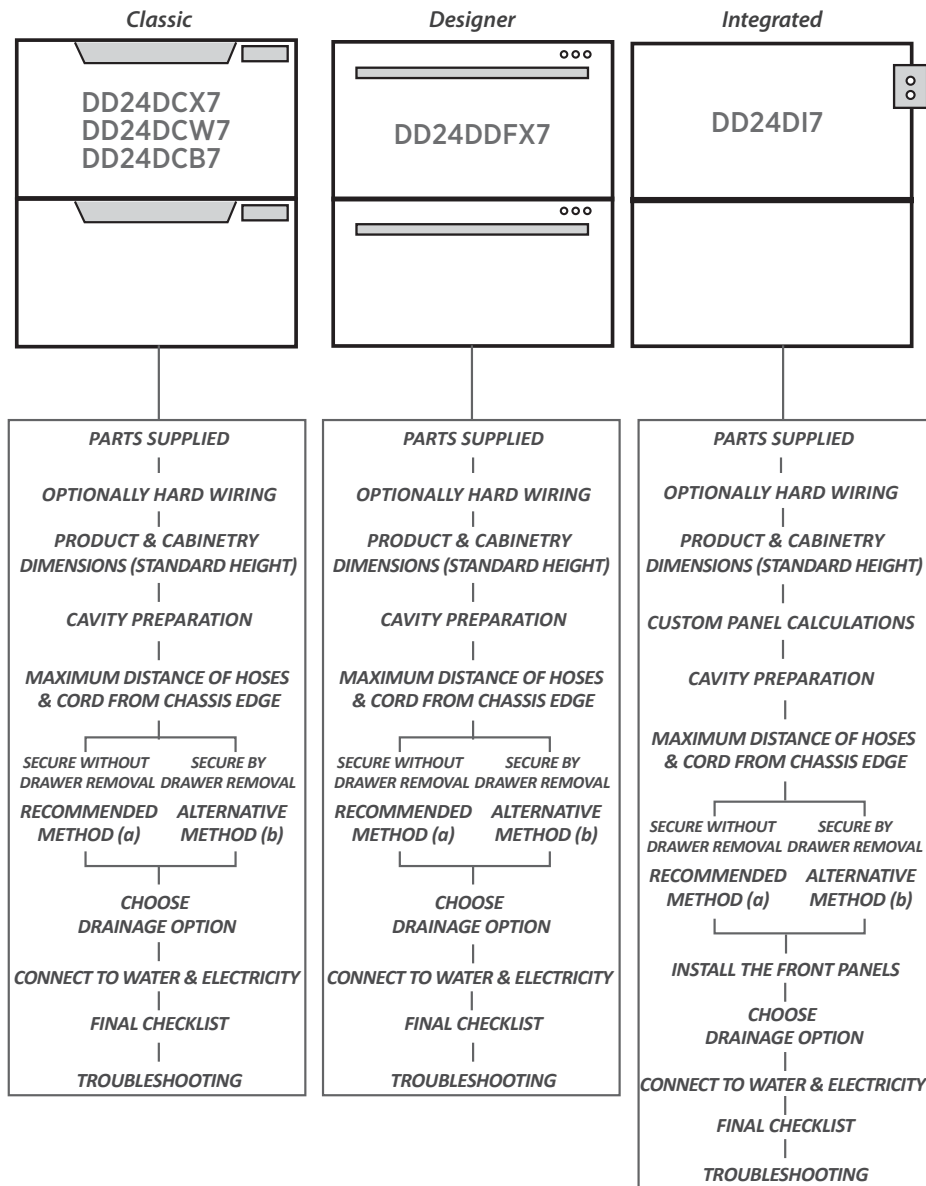 Classic
DD24DCX7
DD24DCW7
DD24DCB7
PARTS SUPPLIED
OPTIONALLY HARD WIRING
PRODUCT & CABINETRY
DIMENSIONS (STANDARD HEIGHT)
CAVITY PREPARATION
MAXIMUM DISTANCE OF HOSES
& CORD FROM CHASSIS EDGE
SECURE WITHOUT
DRAWER REMOVAL
RECOMMENDED
METHOD (a)
SECURE BY
DRAWER REMOVAL
ALTERNATIVE
METHOD (b)
CHOOSE
DRAINAGE OPTION
CONNECT TO WATER & ELECTRICITY
FINAL CHECKLIST
TROUBLESHOOTING
Designer
DD24DDFX7
PARTS SUPPLIED
OPTIONALLY HARD WIRING
PRODUCT & CABINETRY
DIMENSIONS (STANDARD HEIGHT)
CAVITY PREPARATION
MAXIMUM DISTANCE OF HOSES
& CORD FROM CHASSIS EDGE
SECURE WITHOUT
DRAWER REMOVAL
RECOMMENDED
METHOD (a)
SECURE BY
DRAWER REMOVAL
ALTERNATIVE
METHOD (b)
CHOOSE
DRAINAGE OPTION
CONNECT TO WATER & ELECTRICITY
FINAL CHECKLIST
TROUBLESHOOTING
Integrated
DD24DI7
PARTS SUPPLIED
OPTIONALLY HARD WIRING
PRODUCT & CABINETRY
DIMENSIONS (STANDARD HEIGHT)
CUSTOM PANEL CALCULATIONS
CAVITY PREPARATION
MAXIMUM DISTANCE OF HOSES
& CORD FROM CHASSIS EDGE
SECURE WITHOUT
DRAWER REMOVAL
RECOMMENDED
METHOD (a)
SECURE BY
DRAWER REMOVAL
ALTERNATIVE
METHOD (b)
INSTALL THE FRONT PANELS
CHOOSE
DRAINAGE OPTION
CONNECT TO WATER & ELECTRICITY
FINAL CHECKLIST
TROUBLESHOOTING